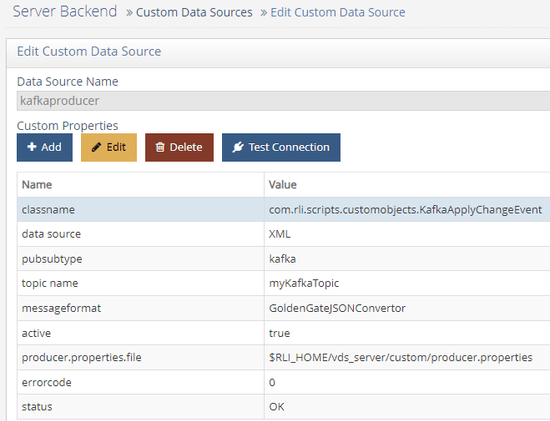 Server Backend » Custom Data Sources » Edit Custom Data Source
Edit Custom Data Source
Data Source Name
kafkaproducer
Custom Properties
+ Add Edit Delete Test Connection
Name Value
classname com.rli.scripts.customobjects.KafkaApplyChangeEvent
data source XML
pubsubtype kafka
topic name myKafkaTopic
messageformat GoldenGateJSONConvertor
active true
producer.properties.file $RLI_HOME/vds_server/custom/producer.properties
errorcode 0
status OK